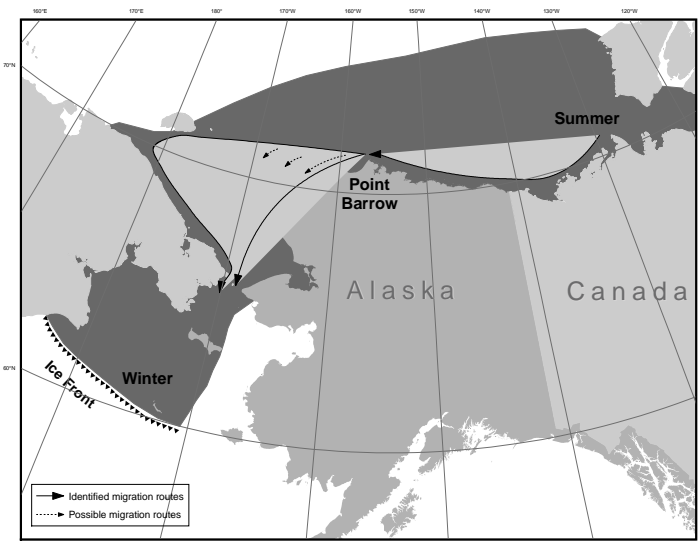 160°E 170°E 180° 170°W 160°W 150°W 140°W 130°W 120°W
70°N
Summer
Point
Barrow
Alaska
Canada
60°N
Winter
Ice Front
Identified migration routes
Possible migration routes